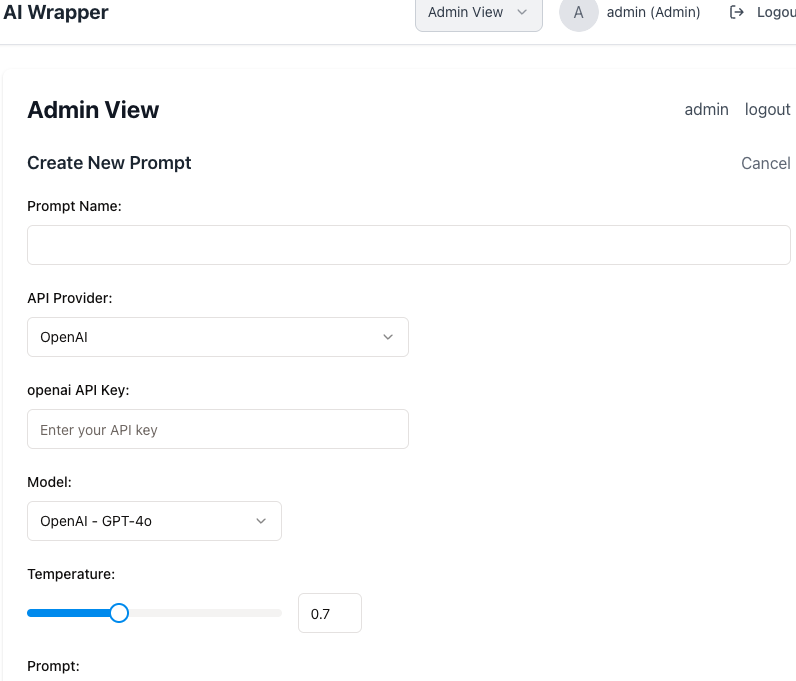 AI Wrapper
Admin View
A
admin (Admin)
Logou
Admin View
admin
logout
Create New Prompt
Cancel
Prompt Name:
API Provider:
OpenAI
openai API Key:
Enter your API key
Model:
OpenAI - GPT-4o
Temperature:
0.7
Prompt: